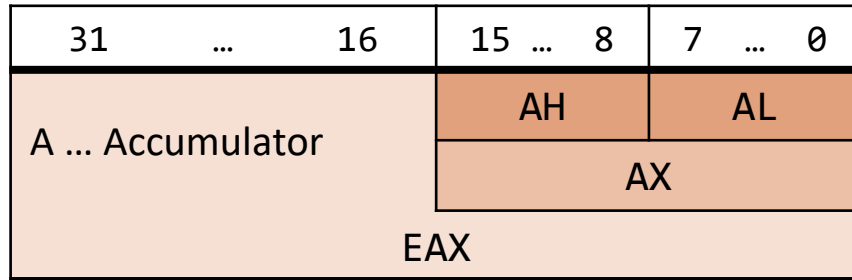 31 … 16 15 … 8 7 … 0
AH AL
A … Accumulator
AX
EAX